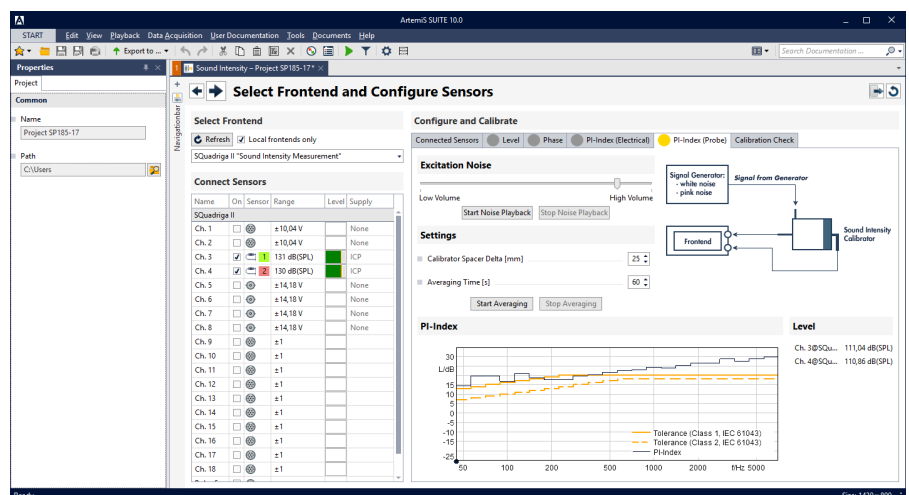 ArtemiS SUITE 10.0
START Edit View Playback Data Acquisition User Documentation Tools Documents Help
Export to ...
Search Documentation ...
Properties
Project
Common
Name
Project SP185-17
Path
C:\Users
1 Sound Intensity – Project SP185-17*
Navigationbar
Select Frontend and Configure Sensors
Select Frontend
Refresh Local frontends only
SQuadriga II "Sound Intensity Measurement"
Connect Sensors
Name On Sensor Range Level Supply
SQuadriga II
Ch. 1 ±10,04 V None
Ch. 2 ±10,04 V None
Ch. 3 1 131 dB(SPL) ICP
Ch. 4 2 130 dB(SPL) ICP
Ch. 5 ±14,18 V None
Ch. 6 ±14,18 V None
Ch. 7 ±14,18 V None
Ch. 8 ±14,18 V None
Ch. 9 ±1
Ch. 10 ±1
Ch. 11 ±1
Ch. 12 ±1
Ch. 13 ±1
Ch. 14 ±1
Ch. 15 ±1
Ch. 16 ±1
Ch. 17 ±1
Ch. 18 ±1
Configure and Calibrate
Connected Sensors Level Phase PI-Index (Electrical) PI-Index (Probe) Calibration Check
Excitation Noise
Low Volume High Volume
Start Noise Playback Stop Noise Playback
Settings
Calibrator Spacer Delta [mm] 25
Averaging Time [s] 60
Start Averaging Stop Averaging
Signal Generator:
- white noise
- pink noise
Signal from Generator
Frontend
Sound Intensity
Calibrator
PI-Index
30
L/dB
15
10
5
0
-5
-10
-15
-25
Tolerance (Class 1, IEC 61043)
Tolerance (Class 2, IEC 61043)
PI-Index
50 100 200 500 1000 2000 f/Hz 5000
Level
Ch. 3@SQu... 111,04 dB(SPL)
Ch. 4@SQu... 110,86 dB(SPL)